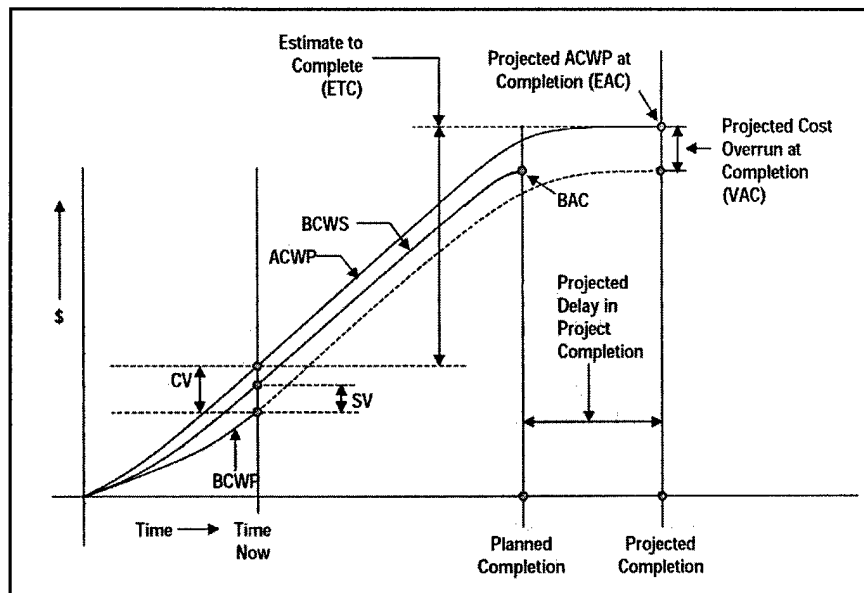 Estimate to
Complete
(ETC)
Projected ACWP at
Completion (EAC)
Projected Cost
Overrun at
Completion
(VAC)
BAC
BCWS
ACWP
$
Projected
Delay in
Project
Completion
CV
SV
BCWP
Time
Time
Now
Planned
Completion
Projected
Completion